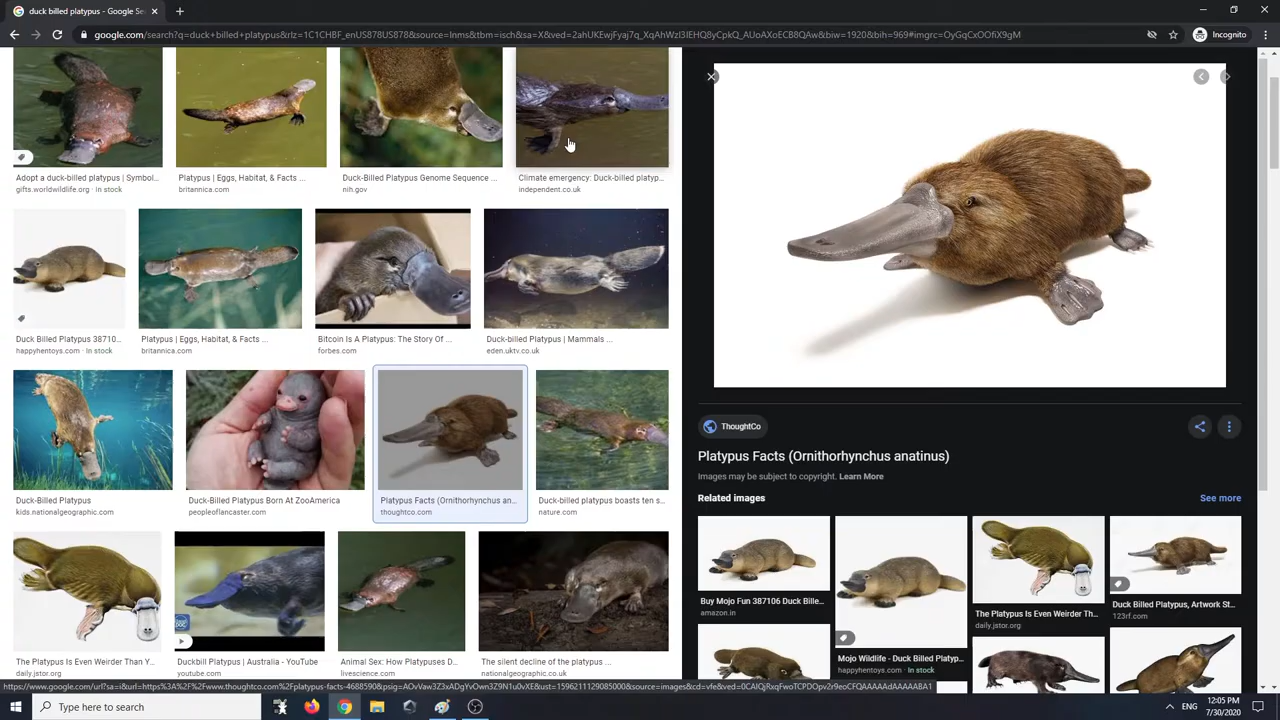 duck billed platypus - Google Se
google.com/search?q=duck+billed+platypus&rlz=1C1CHBF_enUS878US878&source=lnms&tbm=isch&sa=X&
Incognito
Adopt a duck-billed platypus | Symbol...
gifts.worldwildlife.org · In stock
Platypus | Eggs, Habitat, & Facts ...
britannica.com
Duck-Billed Platypus Genome Sequence ...
nih.gov
Climate emergency: Duck-billed platyp...
independent.co.uk
Duck Billed Platypus 38710...
happyhentoys.com · In stock
Platypus | Eggs, Habitat, & Facts ...
britannica.com
Bitcoin Is A Platypus: The Story Of ...
forbes.com
Duck-billed Platypus | Mammals ...
eden.uktv.co.uk
Duck-Billed Platypus
kids.nationalgeographic.com
Duck-Billed Platypus Born At ZooAmerica
peopleoflancaster.com
Platypus Facts (Ornithorhynchus an...
thoughtco.com
Duck-billed platypus boasts ten s...
nature.com
The Platypus Is Even Weirder Than Y...
daily.jstor.org
Duckbill Platypus | Australia - YouTube
youtube.com
Animal Sex: How Platypuses D...
livescience.com
The silent decline of the platypus ...
nationalgeographic.com.au
ThoughtCo
Platypus Facts (Ornithorhynchus anatinus)
Images may be subject to copyright. Learn More
Related images
See more
Buy Mojo Fun 387106 Duck Bille...
amazon.in
Mojo Wildlife - Duck Billed Platyp...
happyhentoys.com · In stock
The Platypus Is Even Weirder Th...
daily.jstor.org
Duck Billed Platypus, Artwork St...
123rf.com
Type here to search
ENG
12:05 PM
7/30/2020